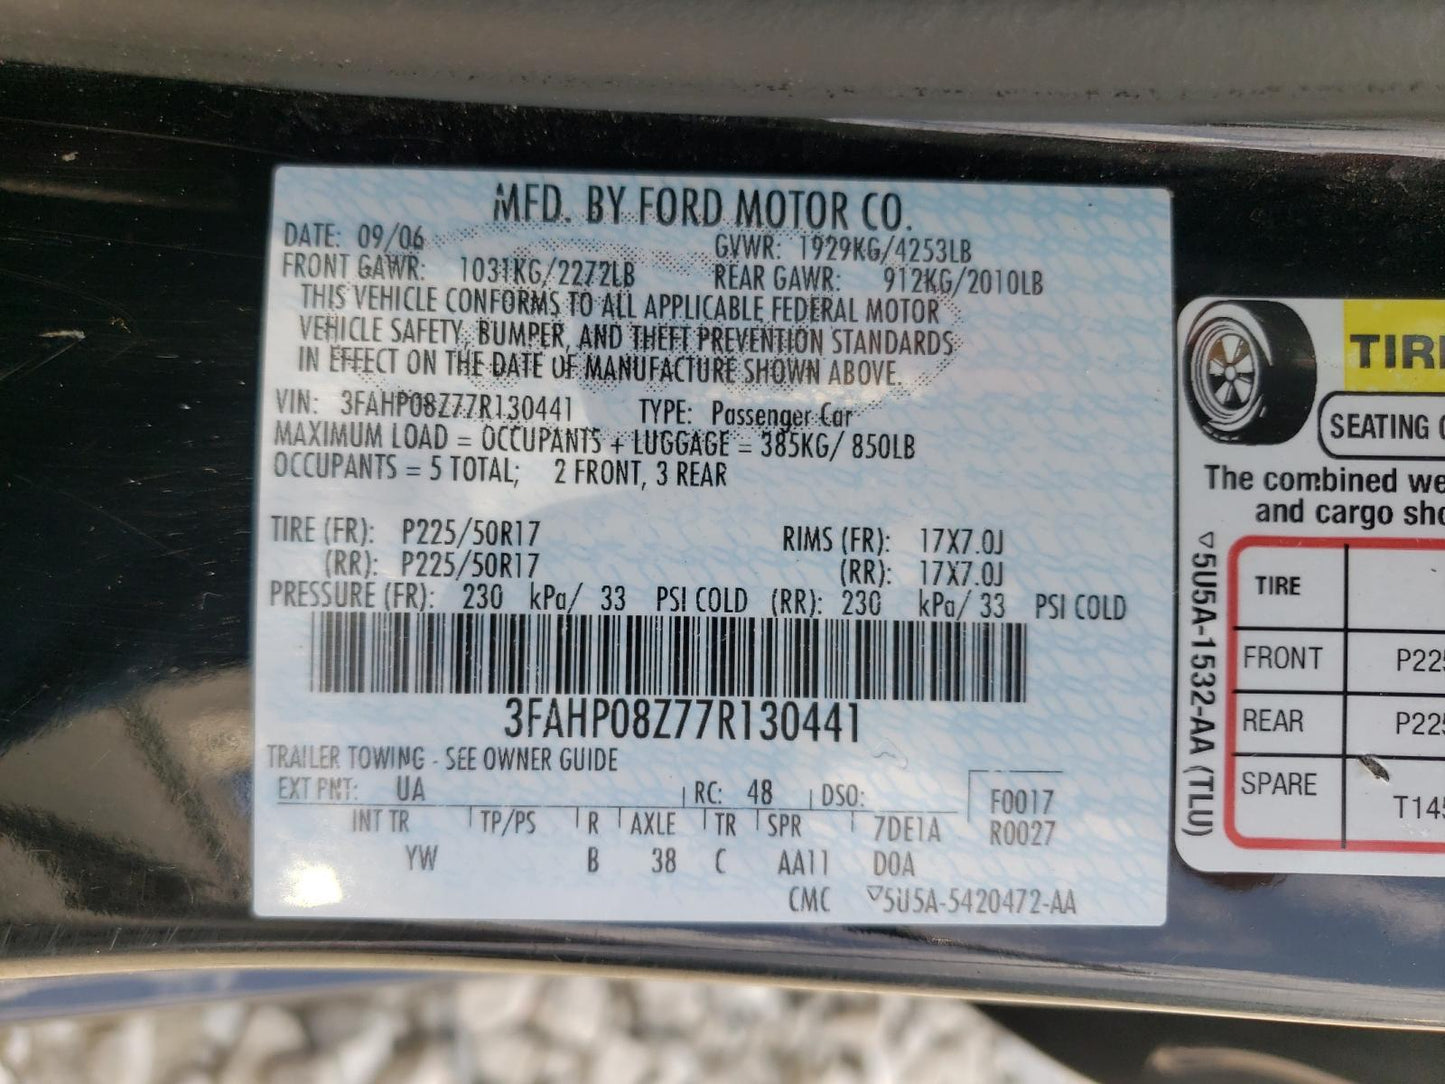 MFD. BY FORD MOTOR CO.
DATE: 09/06 GVWR: 1929KG/4253LB
FRONT GAWR: 1031KG/2272LB REAR GAWR: 912KG/2010LB
THIS VEHICLE CONFORMS TO ALL APPLICABLE FEDERAL MOTOR
VEHICLE SAFETY, BUMPER, AND THEFT PREVENTION STANDARDS
IN EFFECT ON THE DATE OF MANUFACTURE SHOWN ABOVE.
VIN: 3FAHP08Z77R130441 TYPE: Passenger Car
MAXIMUM LOAD = OCCUPANTS + LUGGAGE = 385KG/ 850LB
OCCUPANTS = 5 TOTAL; 2 FRONT, 3 REAR
TIRE (FR): P225/50R17 RIMS (FR): 17X7.0J
(RR): P225/50R17 (RR): 17X7.0J
PRESSURE (FR): 230 kPa/ 33 PSI COLD (RR): 230 kPa/ 33 PSI COLD
3FAHP08Z77R130441
TRAILER TOWING - SEE OWNER GUIDE
EXT PNT: UA RC: 48 DSO: F0017
INT TR TP/PS R AXLE TR SPR 7DE1A R0027
YW B 38 C AA11 D0A
CMC ▽5U5A-5420472-AA
TIRE
SEATING
The combined we
and cargo sho
▽5U5A-1532-AA (TLU)
TIRE
FRONT P225
REAR P225
SPARE T145